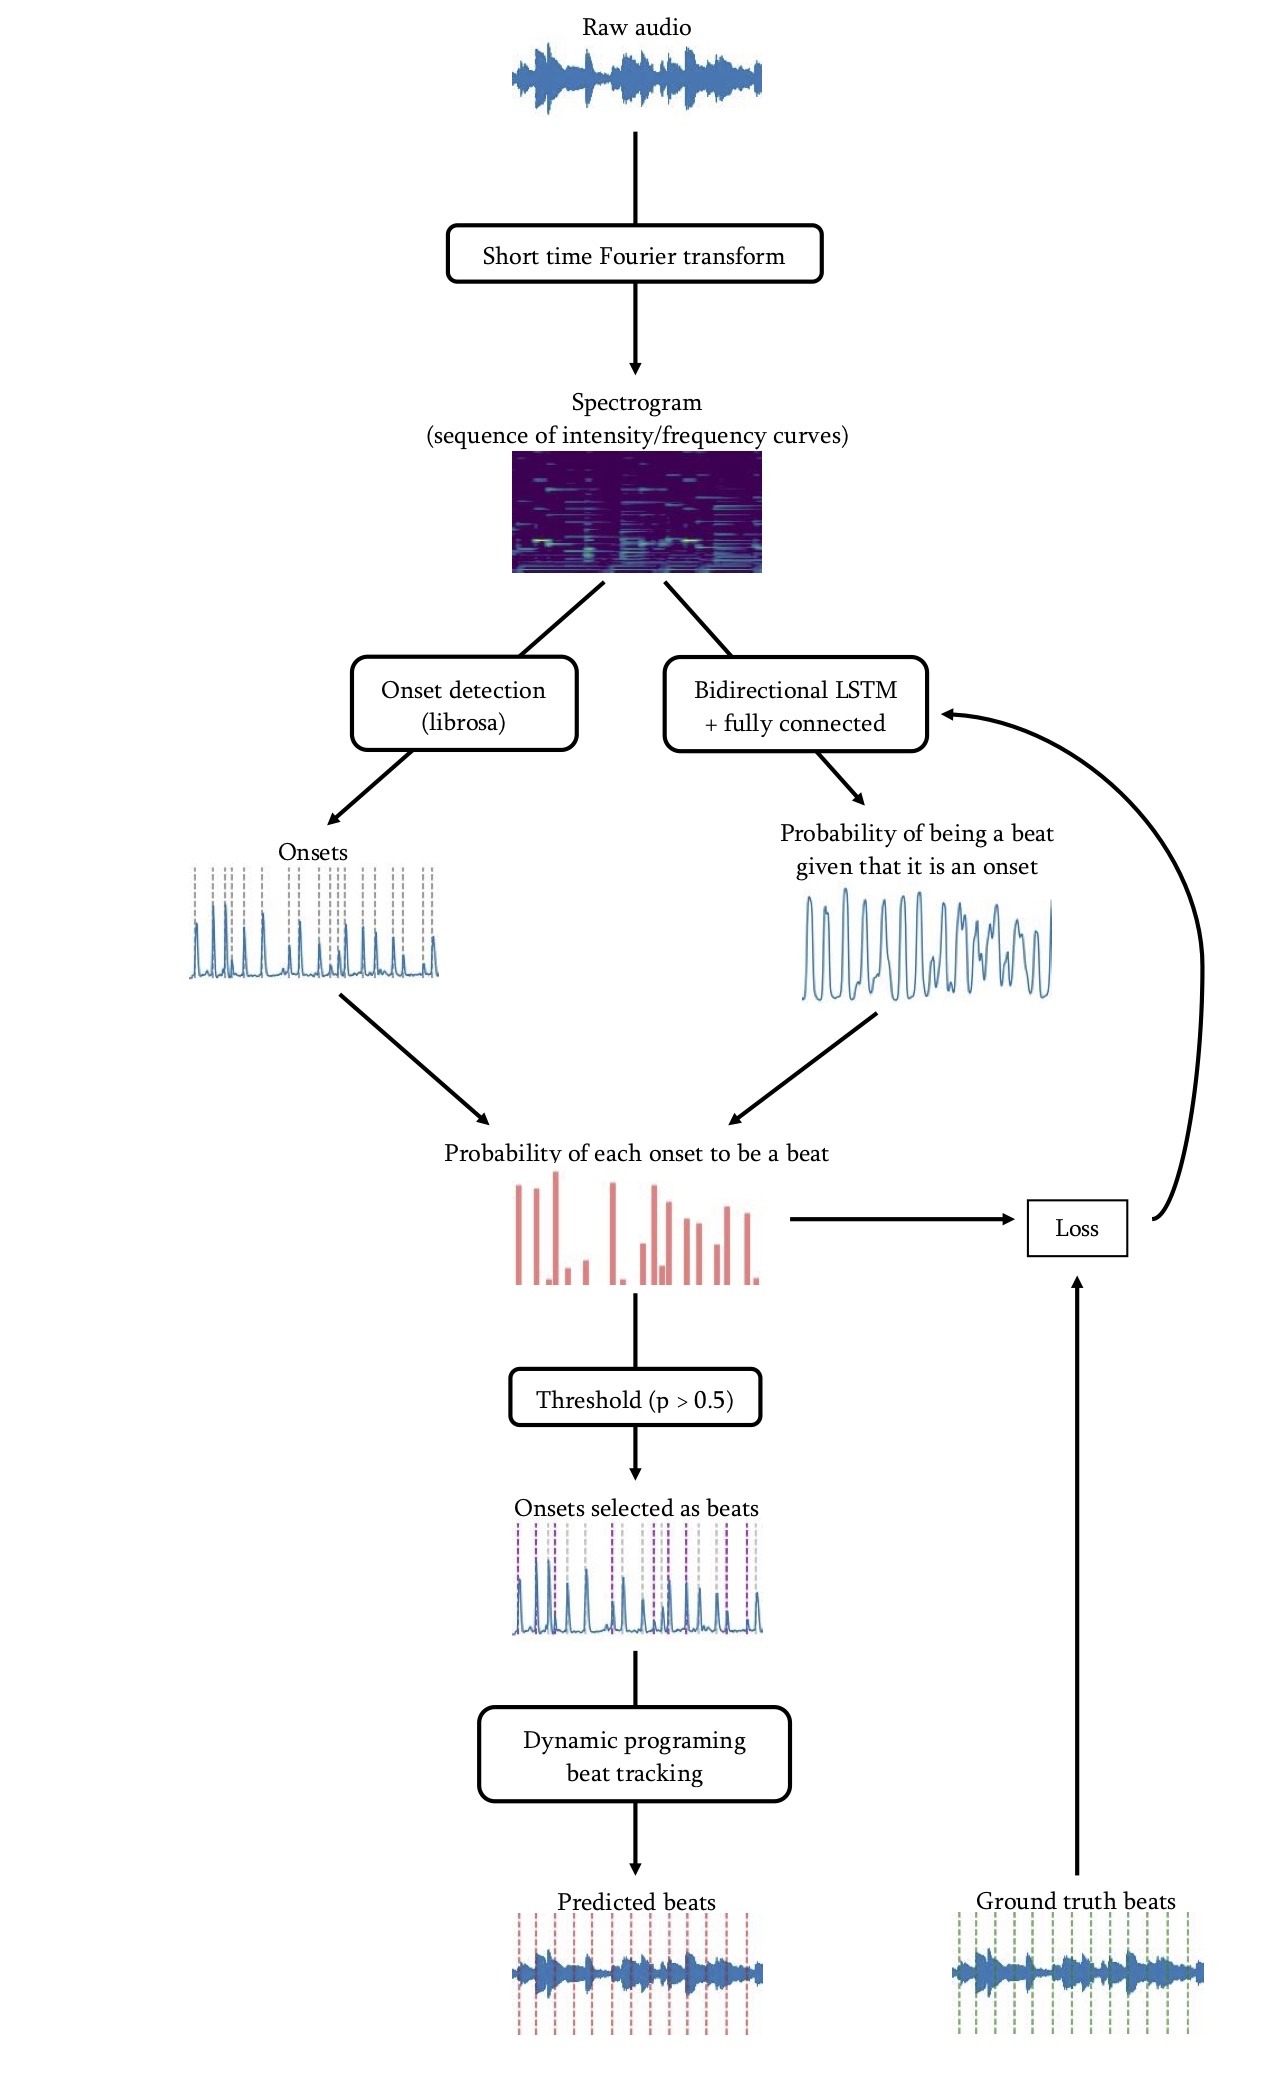 Raw audio
Short time Fourier transform
Spectrogram
(sequence of intensity/frequency curves)
Onset detection
(librosa)
Bidirectional LSTM
+ fully connected
Onsets
Probability of being a beat
given that it is an onset
Probability of each onset to be a beat
Loss
Threshold (p > 0.5)
Onsets selected as beats
Dynamic programing
beat tracking
Predicted beats
Ground truth beats